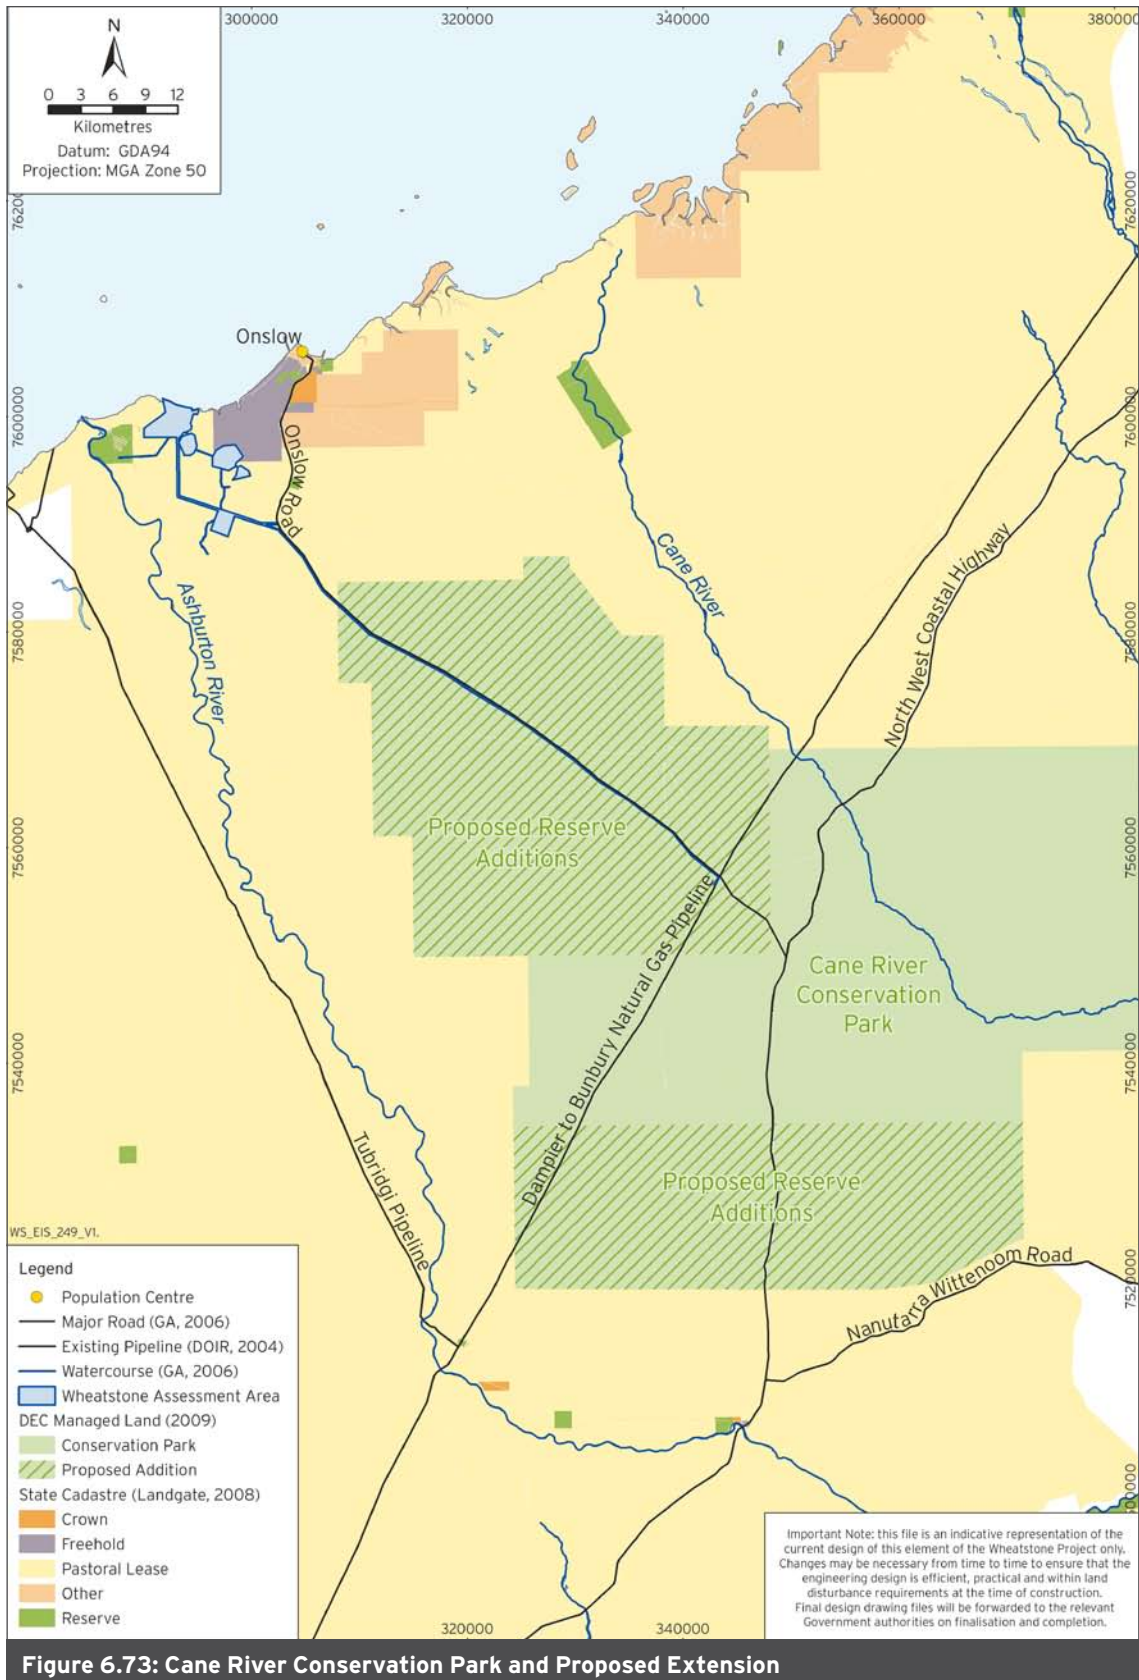 N
0 3 6 9 12
Kilometres
Datum: GDA94
Projection: MGA Zone 50
300000
320000
340000
360000
380000
7620000
7600000
7600000
7580000
7580000
7560000
7560000
7540000
7540000
7520000
Onslow
Onslow Road
Ashburton River
Cane River
North West Coastal Highway
Proposed Reserve
Additions
Dampier to Bunbury Natural Gas Pipeline
Cane River
Conservation
Park
Tubridgi Pipeline
Proposed Reserve
Additions
Nanutarra Wittenoom Road
WS_EIS_249_V1.
Legend
Population Centre
Major Road (GA, 2006)
Existing Pipeline (DOIR, 2004)
Watercourse (GA, 2006)
Wheatstone Assessment Area
DEC Managed Land (2009)
Conservation Park
Proposed Addition
State Cadastre (Landgate, 2008)
Crown
Freehold
Pastoral Lease
Other
Reserve
320000
340000
Important Note: this file is an indicative representation of the
current design of this element of the Wheatstone Project only.
Changes may be necessary from time to time to ensure that the
engineering design is efficient, practical and within land
disturbance requirements at the time of construction.
Final design drawing files will be forwarded to the relevant
Government authorities on finalisation and completion.
Figure 6.73: Cane River Conservation Park and Proposed Extension